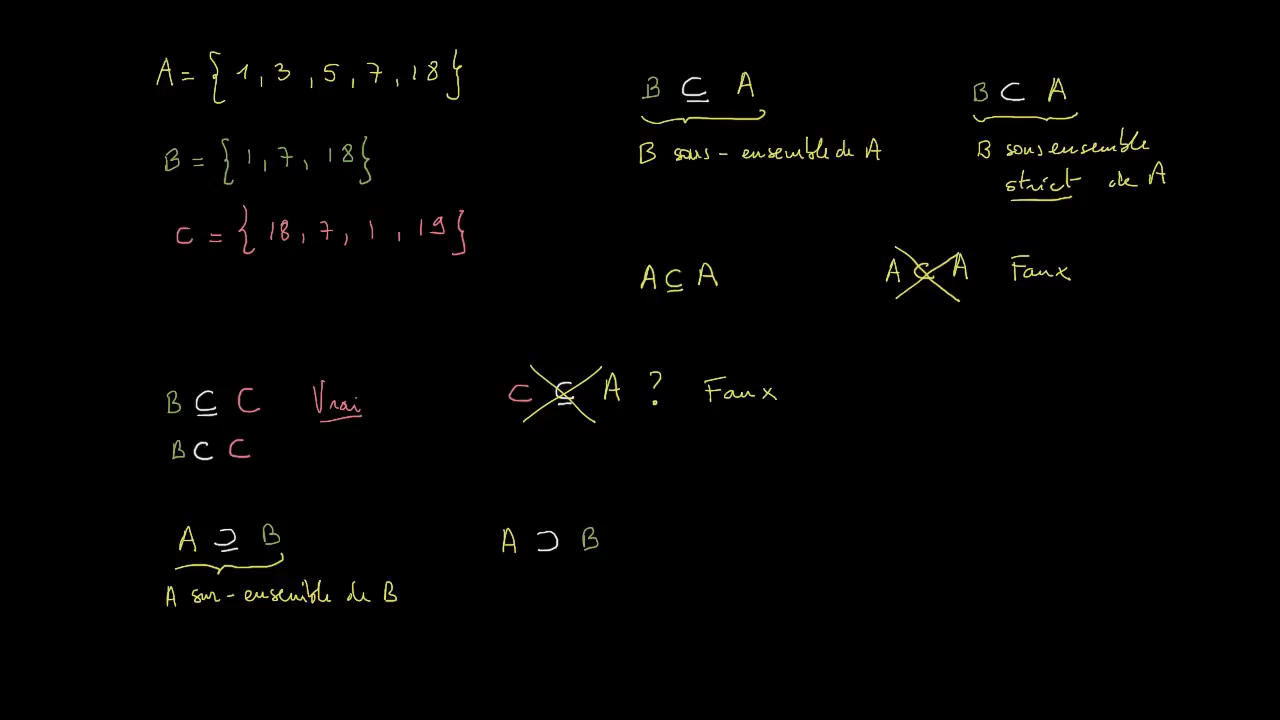 A = { 1, 3, 5, 7, 18 }
B ⊆ A
B ⊂ A
B = { 1, 7, 18 }
B sous-ensemble de A
B sous ensemble
strict de A
C = { 18, 7, 1, 19 }
A ⊆ A
A ⊂ A Faux
B ⊆ C Vrai
C ⊆ A ? Faux
B ⊂ C
A ⊇ B
A ⊃ B
A sur-ensemble de B